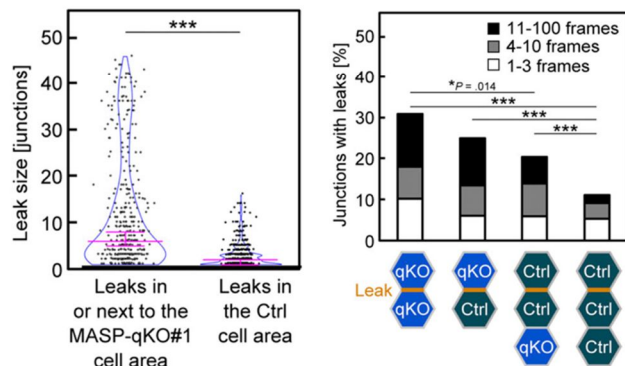 ***
50
40
30
20
10
0
Leak size [junctions]
Leaks in
or next to the
MASP-qKO#1
cell area
Leaks in
the Ctrl
cell area
11-100 frames
4-10 frames
1-3 frames
*P = .014
***
***
***
50
40
30
20
10
0
Junctions with leaks [%]
Leak
qKO qKO Ctrl Ctrl
qKO Ctrl Ctrl Ctrl
qKO Ctrl